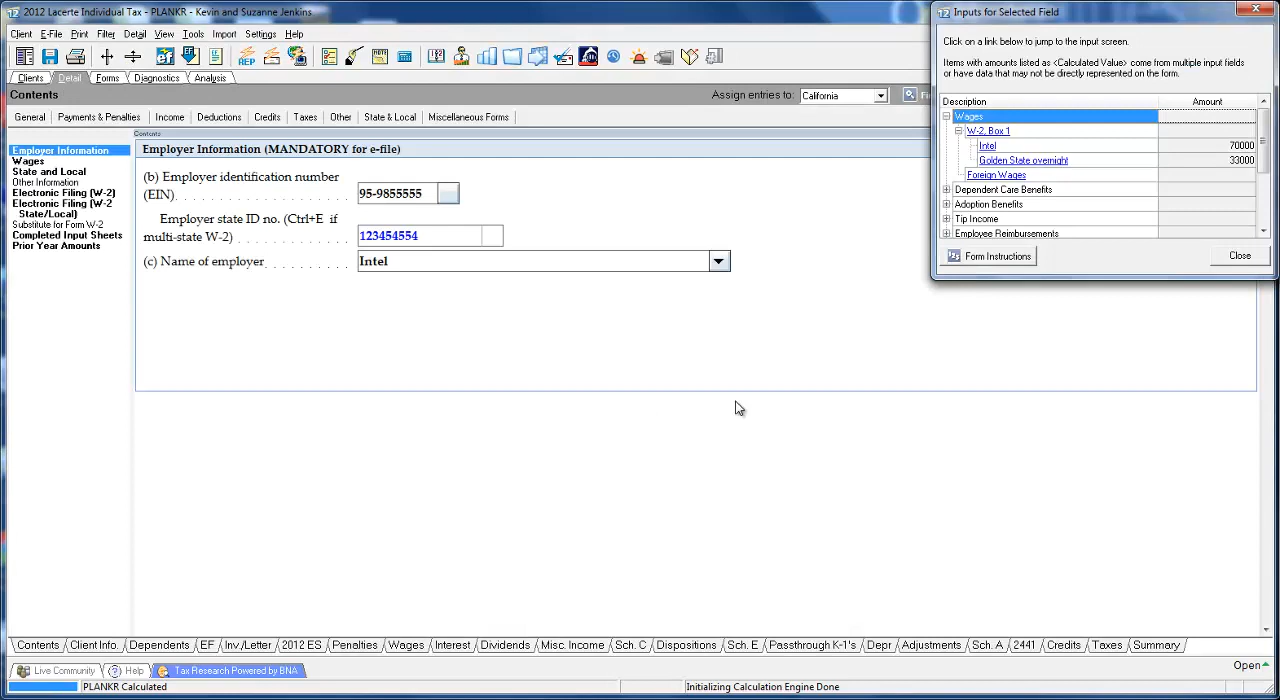 2012 Lacerte Individual Tax - PLANKR - Kevin and Suzanne Jenkins
Client E-File Print Filter Detail View Tools Import Settings Help
Clients Detail Forms Diagnostics Analysis
Contents
Assign entries to: California
General Payments & Penalties Income Deductions Credits Taxes Other State & Local Miscellaneous Forms
Contents
Employer Information
Wages
State and Local
Other Information
Electronic Filing (W-2)
Electronic Filing (W-2
State/Local)
Substitute for Form W-2
Completed Input Sheets
Prior Year Amounts
Employer Information (MANDATORY for e-file)
(b) Employer identification number
(EIN) 95-9855555
Employer state ID no. (Ctrl+E if
multi-state W-2) 123454554
(c) Name of employer Intel
Inputs for Selected Field
Click on a link below to jump to the input screen.
Items with amounts listed as <Calculated Value> come from multiple input fields
or have data that may not be directly represented on the form.
Description Amount
Wages
W-2, Box 1
Intel 70000
Golden State overnight 33000
Foreign Wages
Dependent Care Benefits
Adoption Benefits
Tip Income
Employee Reimbursements
Form Instructions Close
Contents Client Info. Dependents EF Inv./Letter 2012 ES Penalties Wages Interest Dividends Misc. Income Sch. C Dispositions Sch. E Passthrough K-1's Depr Adjustments Sch. A 2441 Credits Taxes Summary
Live Community Help Tax Research Powered by BNA
Open
PLANKR Calculated Initializing Calculation Engine Done